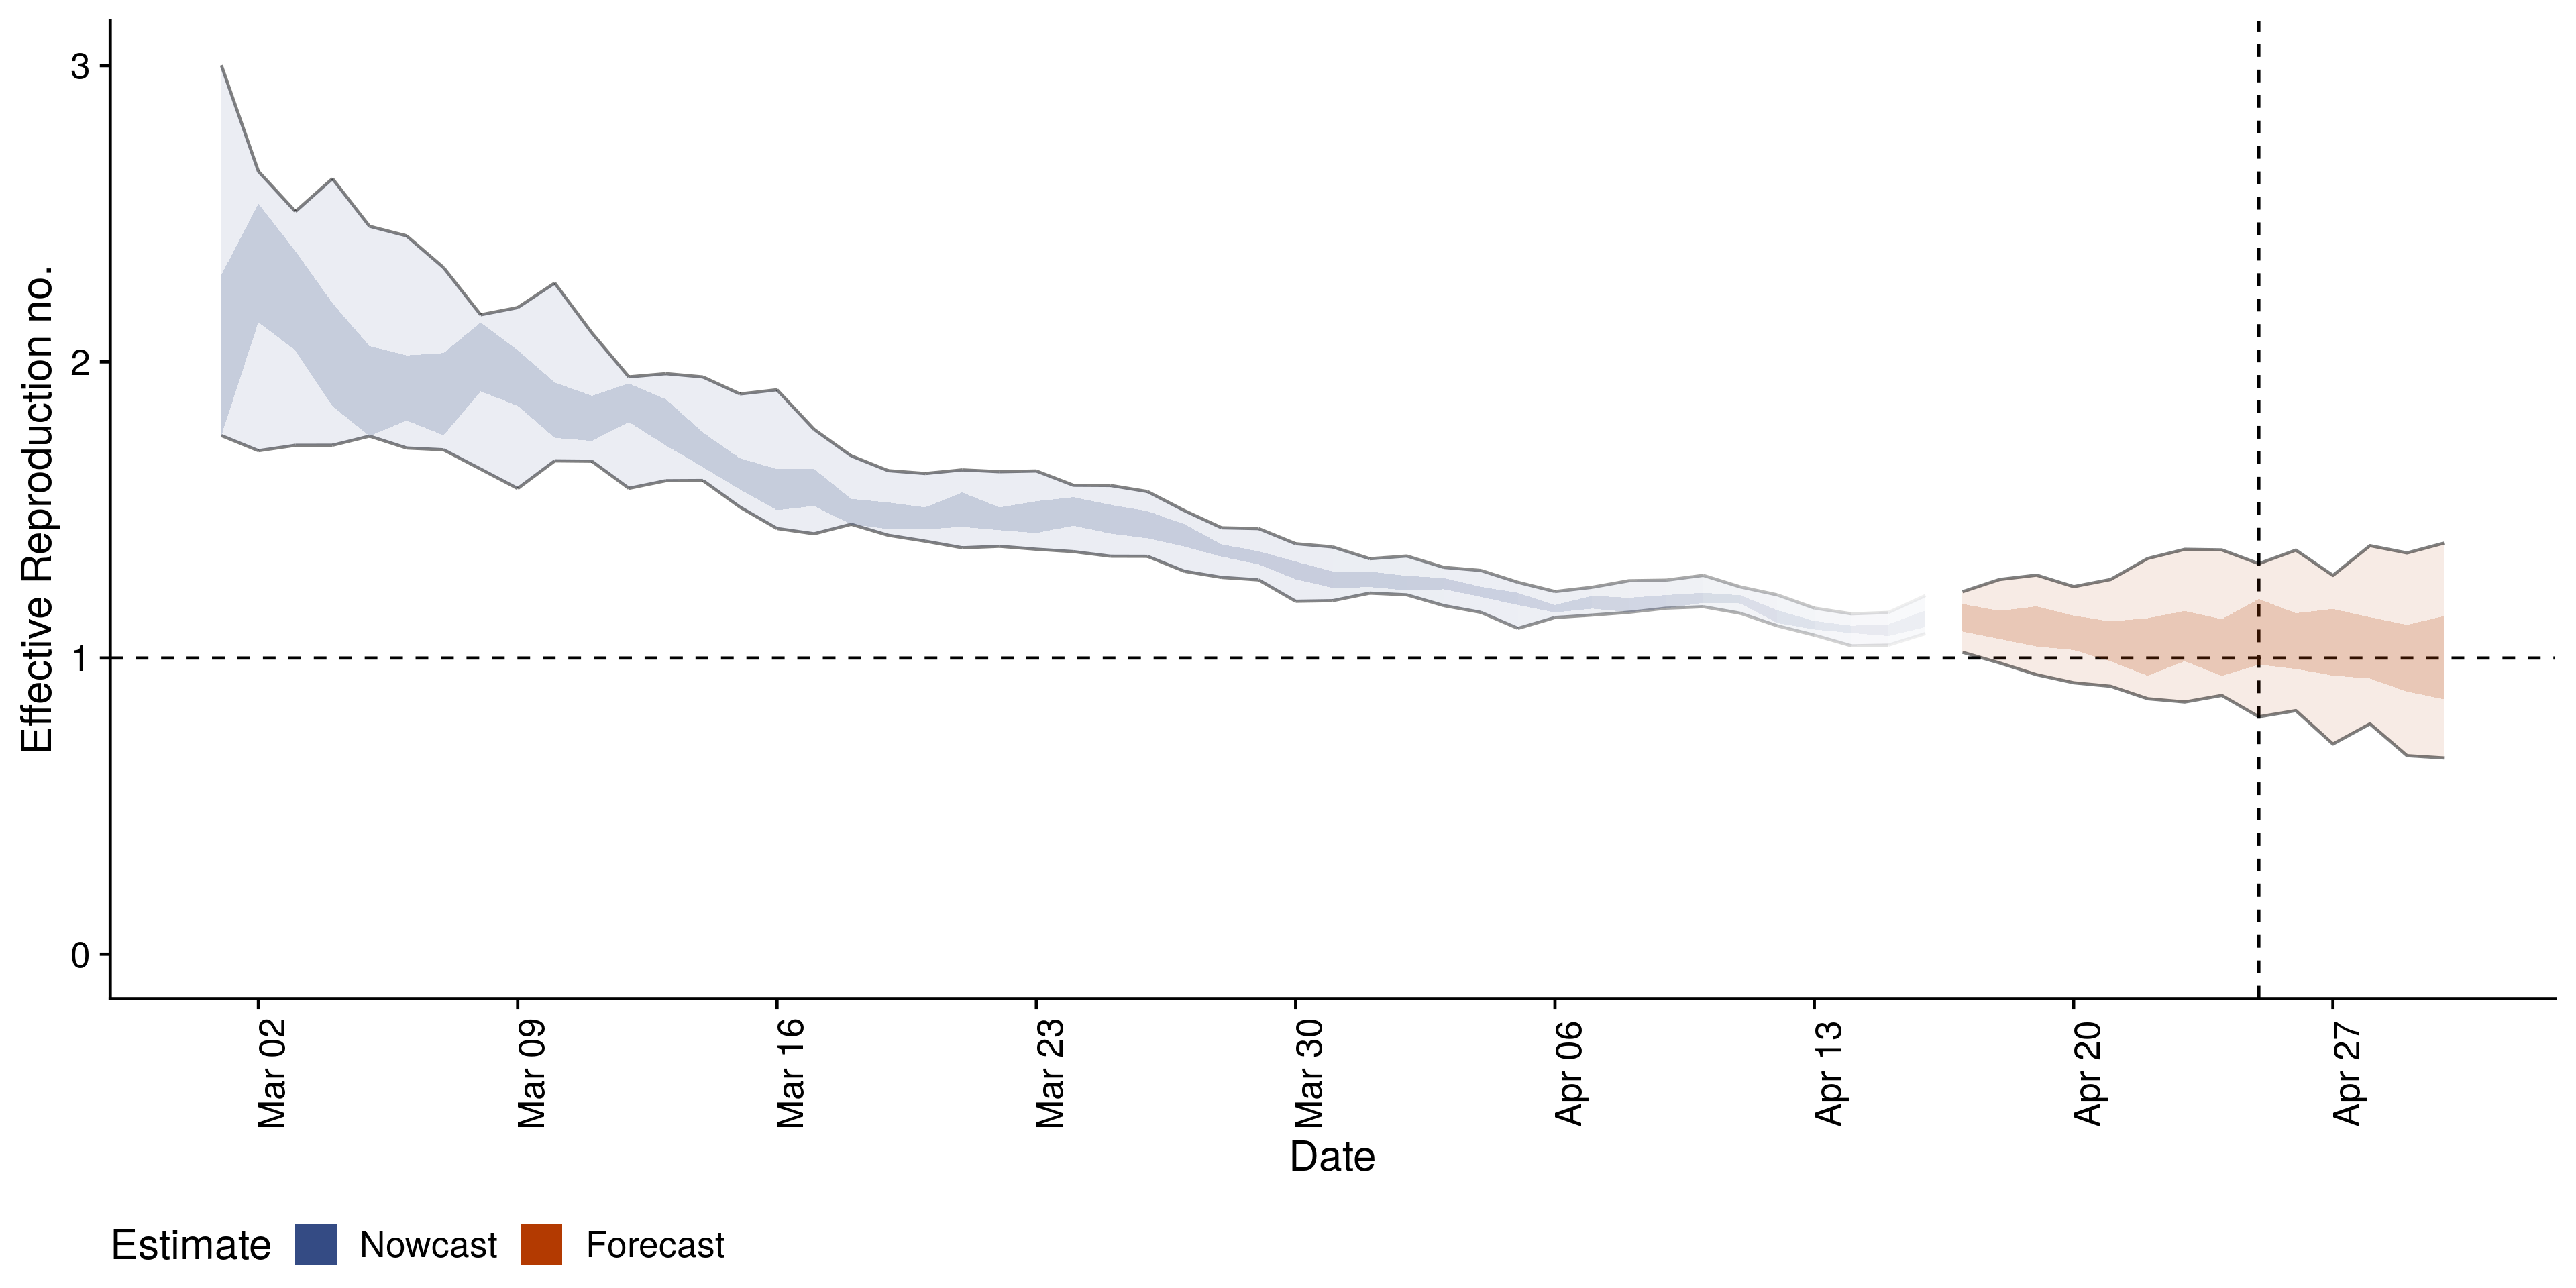 Effective Reproduction no.
3
2
1
0
Mar 02
Mar 09
Mar 16
Mar 23
Mar 30
Apr 06
Apr 13
Apr 20
Apr 27
Date
Estimate Nowcast Forecast